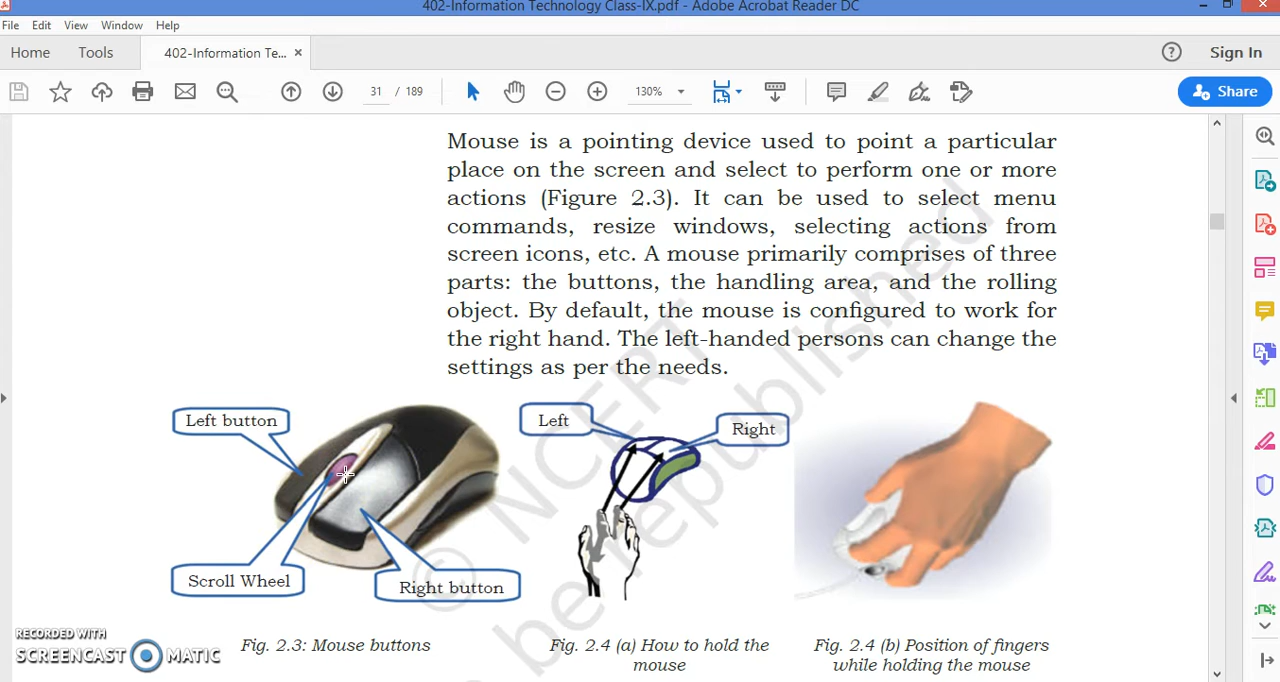 402-Information Technology Class-IX.pdf - Adobe Acrobat Reader DC
File Edit View Window Help
Home Tools 402-Information Te... × Sign In
31 / 189 130% Share
Mouse is a pointing device used to point a particular
place on the screen and select to perform one or more
actions (Figure 2.3). It can be used to select menu
commands, resize windows, selecting actions from
screen icons, etc. A mouse primarily comprises of three
parts: the buttons, the handling area, and the rolling
object. By default, the mouse is configured to work for
the right hand. The left-handed persons can change the
settings as per the needs.
Left button
Scroll Wheel
Right button
Left
Right
© NCERT
be republished
Fig. 2.3: Mouse buttons
Fig. 2.4 (a) How to hold the
mouse
Fig. 2.4 (b) Position of fingers
while holding the mouse
RECORDED WITH
SCREENCAST MATIC